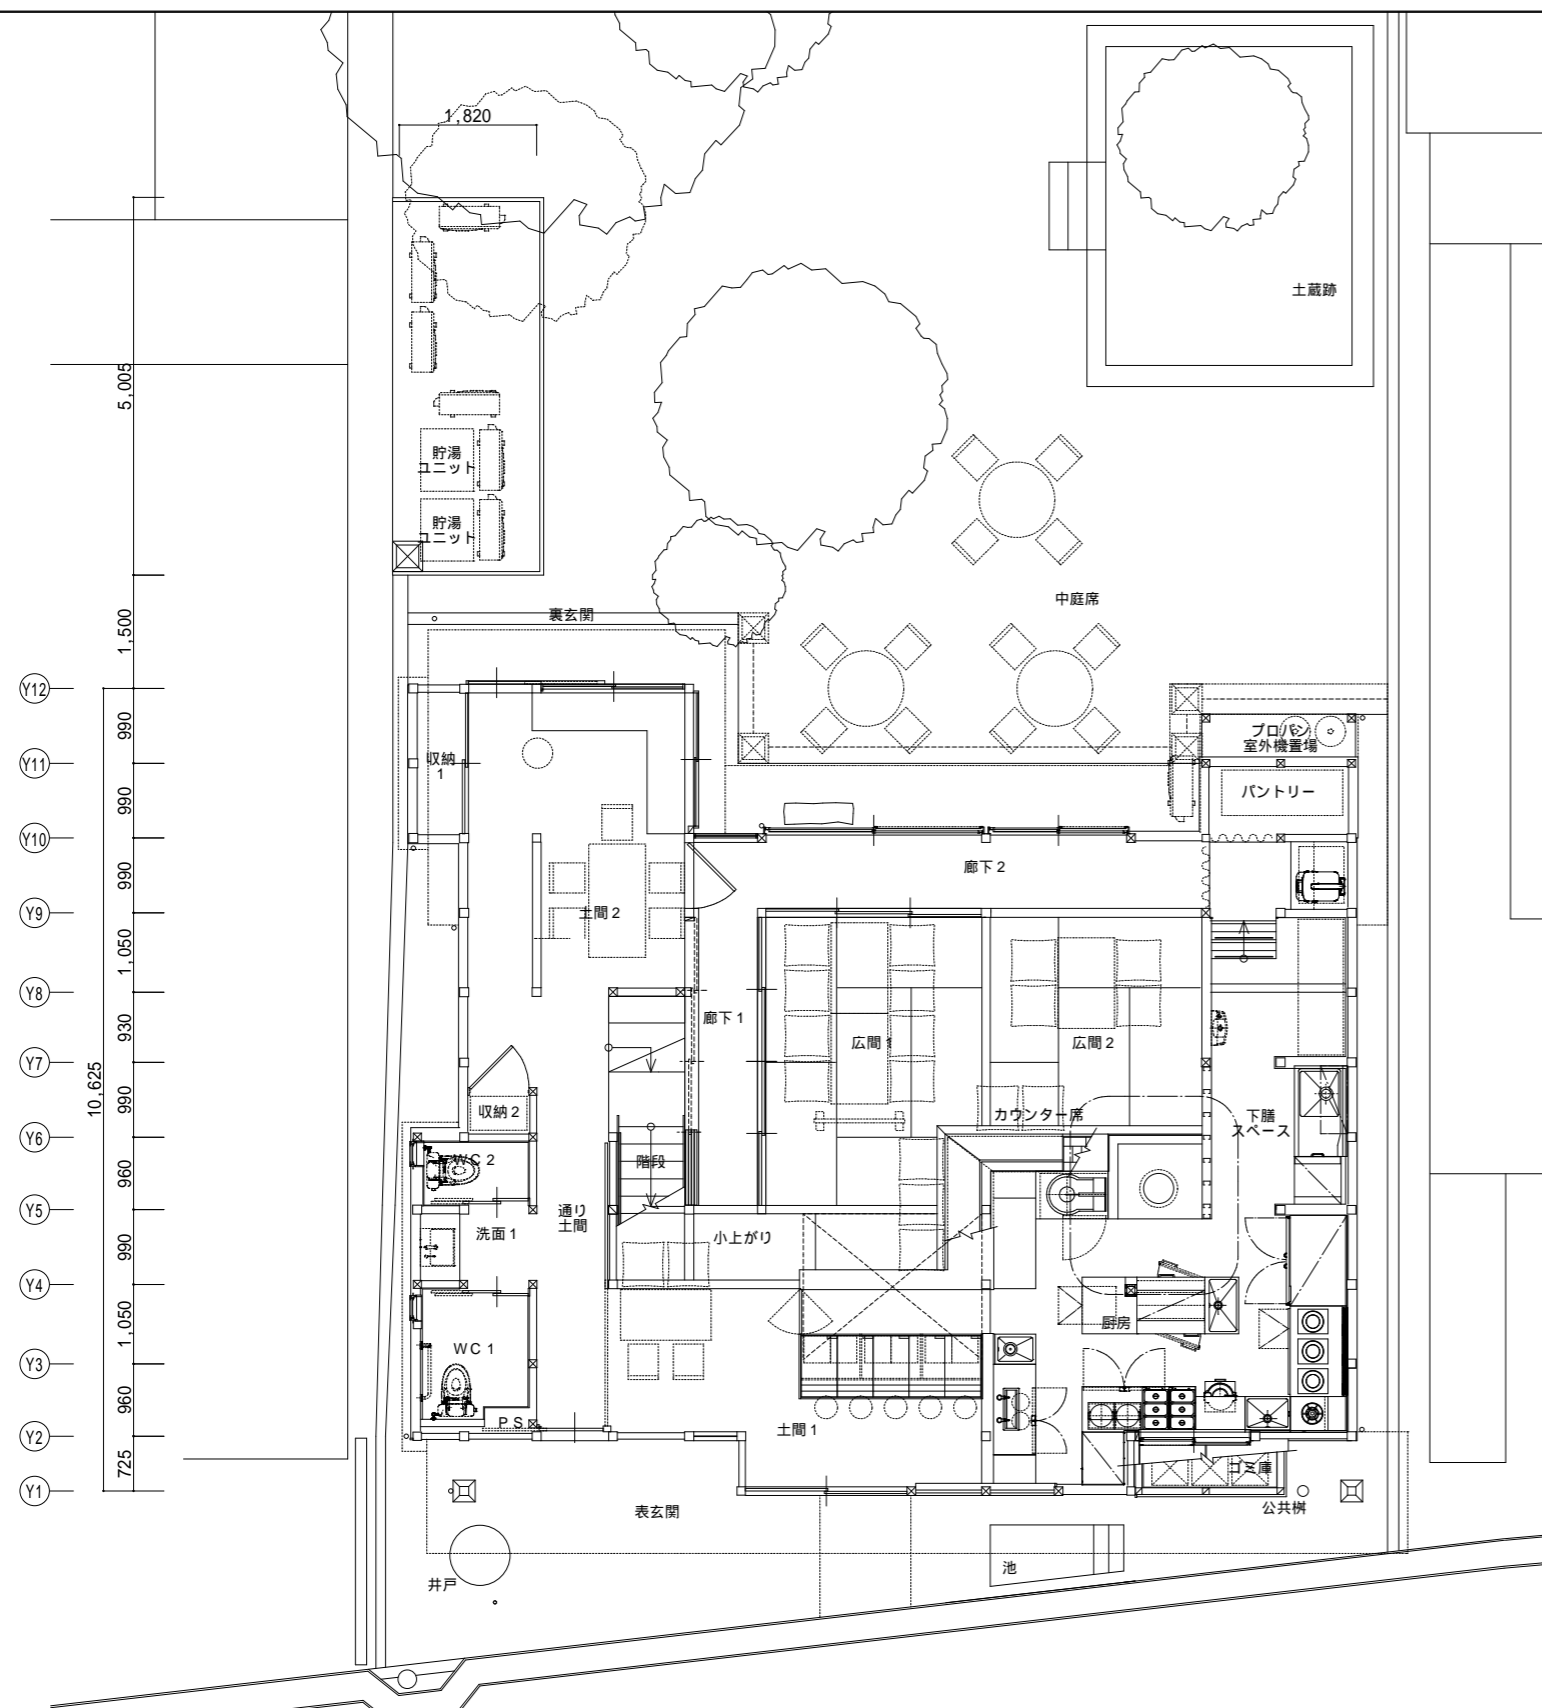 1,820
土蔵跡
5,005
貯湯
ユニット
貯湯
ユニット
中庭席
裏玄関
1,500
Y12
990
プロパン
室外機置場
収納
1
Y11
990
パントリー
Y10
990
廊下2
Y9
土間2
1,050
Y8
930
廊下1
広間1
広間2
Y7
990
10,625
収納2
カウンター席
下膳
スペース
Y6
960
WC2
階段
Y5
通り
土間
990
洗面1
小上がり
Y4
1,050
厨房
WC1
Y3
960
PS
土間1
Y2
725
ゴミ庫
Y1
表玄関
公共桝
池
井戸